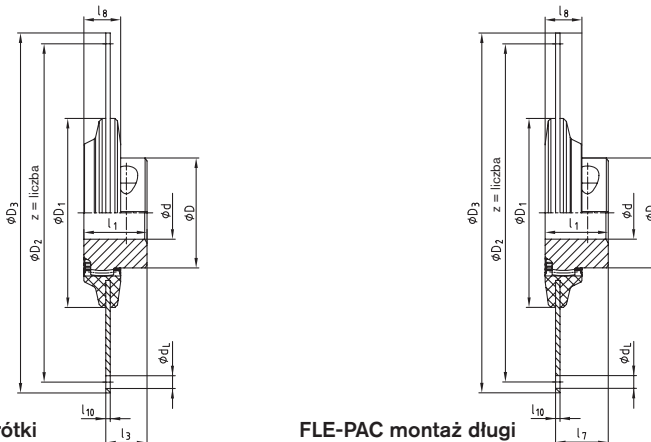 l8
l8
ϕD3
ϕD2
z = liczba
ϕD1
l1
ϕd
ϕD
ϕdL
l10
l3
ϕD3
ϕD2
z = liczba
ϕD1
l1
ϕd
ϕdL
l10
l7
FLE-PAC montaż długi